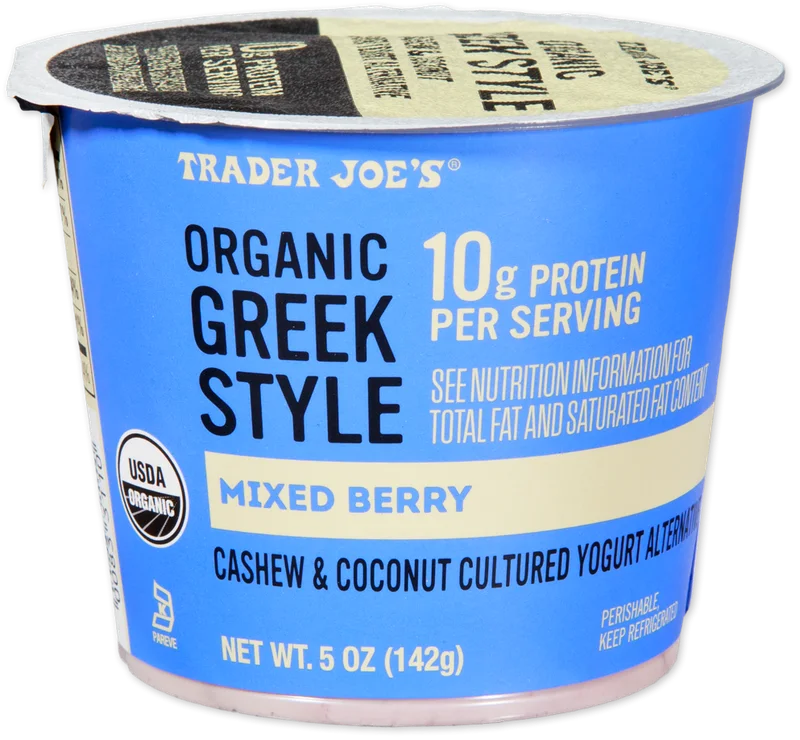 TRADER JOE'S®
ORGANIC
GREEK
STYLE
10g PROTEIN
PER SERVING
SEE NUTRITION INFORMATION FOR
TOTAL FAT AND SATURATED FAT CONTENT
MIXED BERRY
CASHEW & COCONUT CULTURED YOGURT
USDA
ORGANIC
K
PAREVE
PERISHABLE,
KEEP REFRIGERATED
NET WT. 5 OZ (142g)